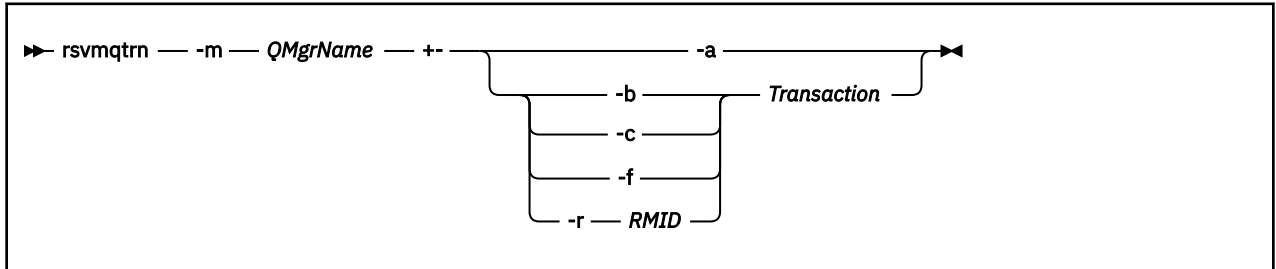 rsvmqtrn -m QMgrName +- -a
-b Transaction
-c
-f
-r RMID